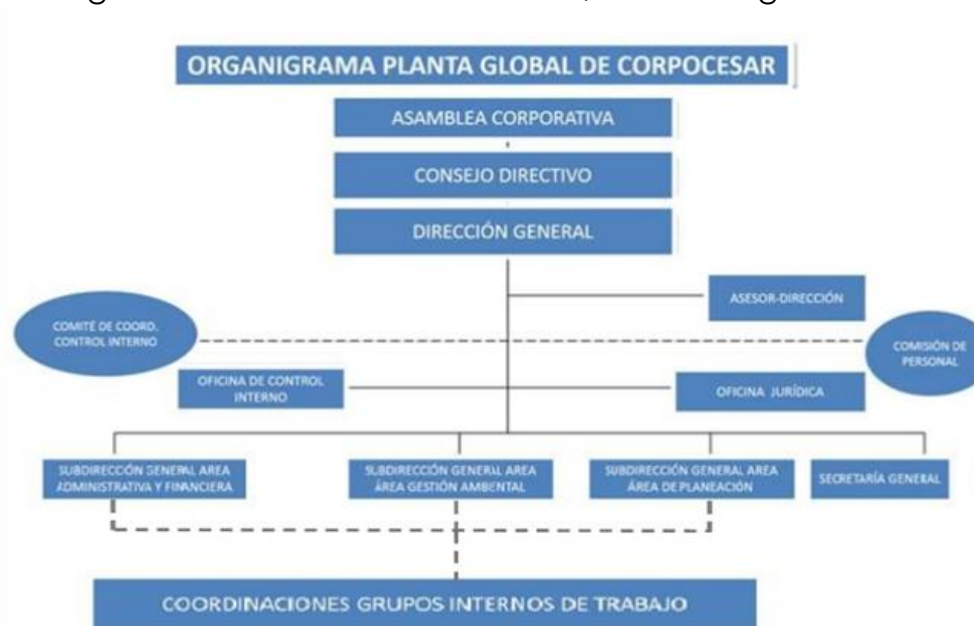 ORGANIGRAMA PLANTA GLOBAL DE CORPOCESAR
ASAMBLEA CORPORATIVA
CONSEJO DIRECTIVO
DIRECCIÓN GENERAL
ASESOR-DIRECCIÓN
COMITÉ DE COORD.
CONTROL INTERNO
COMISIÓN DE
PERSONAL
OFICINA DE CONTROL
INTERNO
OFICINA JURÍDICA
SUBDIRECCIÓN GENERAL AREA
ADMINISTRATIVA Y FINANCIERA
SUBDIRECCIÓN GENERAL AREA
ÁREA GESTIÓN AMBIENTAL
SUBDIRECCIÓN GENERAL AREA
ÁREA DE PLANEACIÓN
SECRETARÍA GENERAL
COORDINACIONES GRUPOS INTERNOS DE TRABAJO